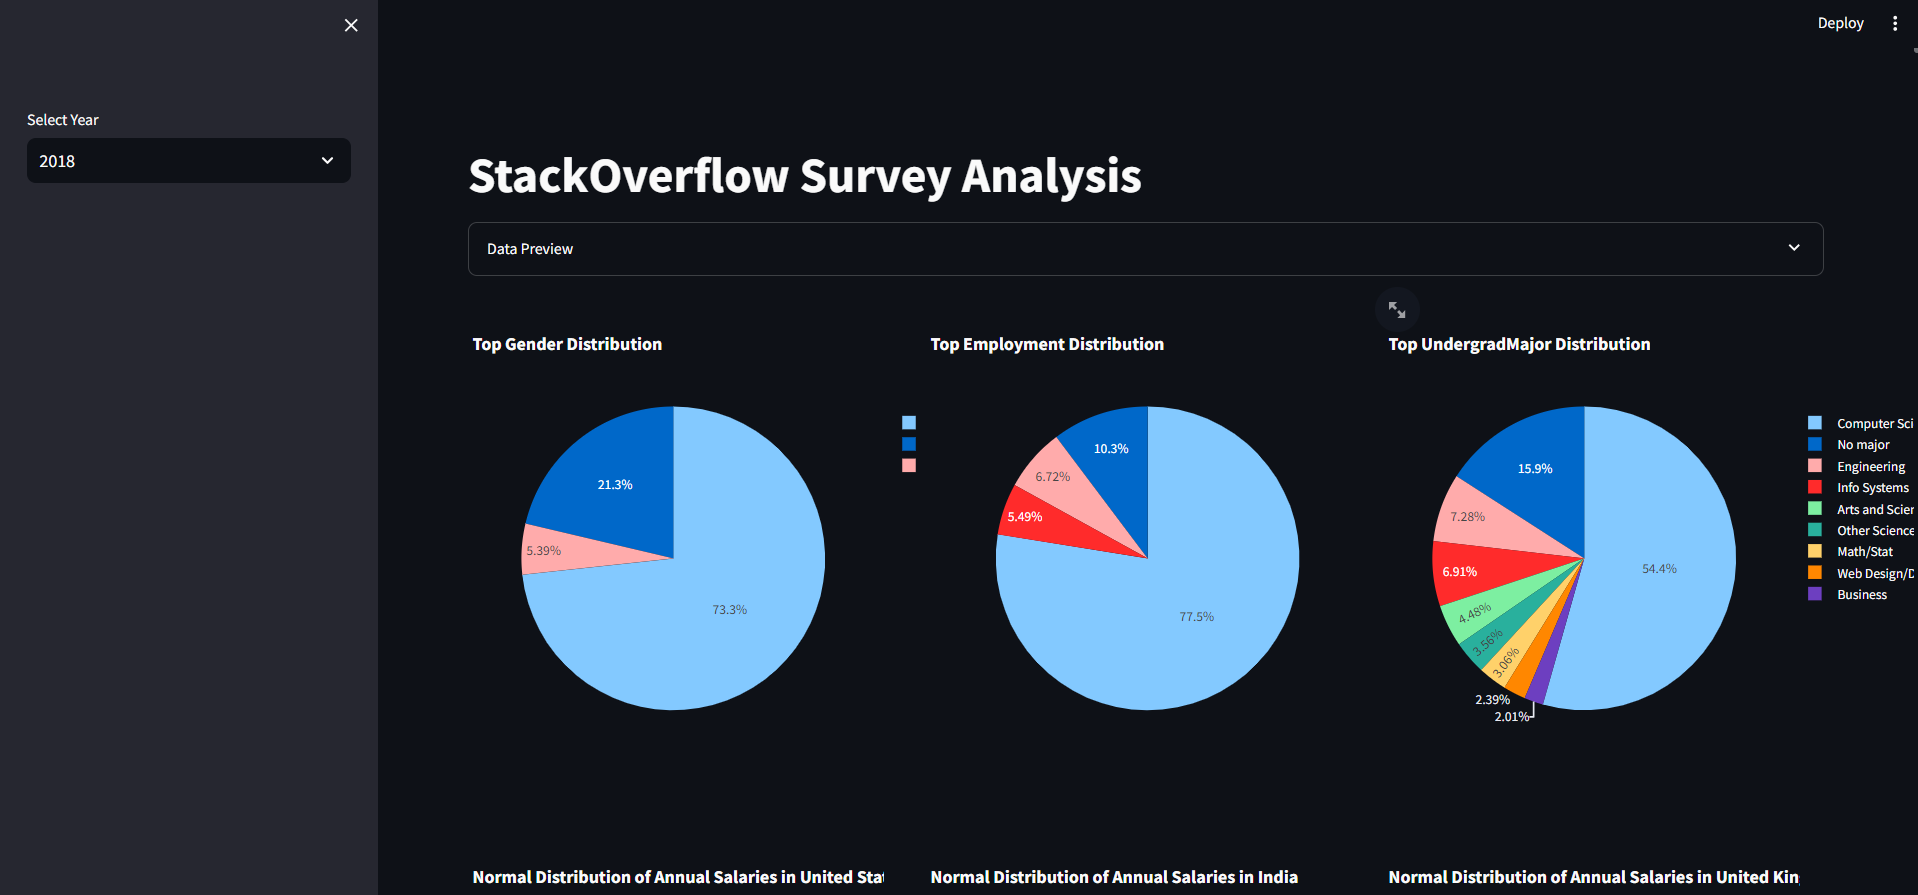 Deploy
Select Year
2018
StackOverflow Survey Analysis
Data Preview
Top Gender Distribution
21.3%
5.39%
73.3%
Top Employment Distribution
10.3%
6.72%
5.49%
77.5%
Top UndergradMajor Distribution
15.9%
7.28%
6.91%
4.48%
3.56%
3.06%
2.39%
2.01%
54.4%
Computer Sci
No major
Engineering
Info Systems
Arts and Scier
Other Science
Math/Stat
Web Design/D
Business
Normal Distribution of Annual Salaries in United Stat
Normal Distribution of Annual Salaries in India
Normal Distribution of Annual Salaries in United Kin